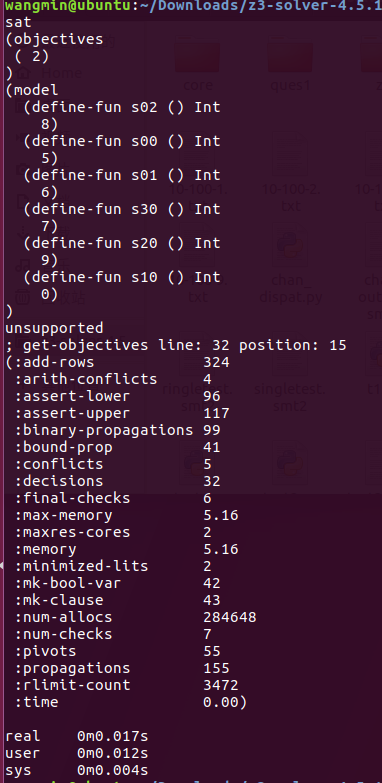 wangmin@ubuntu:~/Downloads/z3-solver-4.5.1
sat
(objectives
 ( 2)
)
(model
  (define-fun s02 () Int
    8)
  (define-fun s00 () Int
    5)
  (define-fun s01 () Int
    6)
  (define-fun s30 () Int
    7)
  (define-fun s20 () Int
    9)
  (define-fun s10 () Int
    0)
)
unsupported
; get-objectives line: 32 position: 15
(:add-rows 324
 :arith-conflicts 4
 :assert-lower 96
 :assert-upper 117
 :binary-propagations 99
 :bound-prop 41
 :conflicts 5
 :decisions 32
 :final-checks 6
 :max-memory 5.16
 :maxres-cores 2
 :memory 5.16
 :minimized-lits 2
 :mk-bool-var 42
 :mk-clause 43
 :num-allocs 284648
 :num-checks 7
 :pivots 55
 :propagations 155
 :rlimit-count 3472
 :time 0.00)
real 0m0.017s
user 0m0.012s
sys 0m0.004s